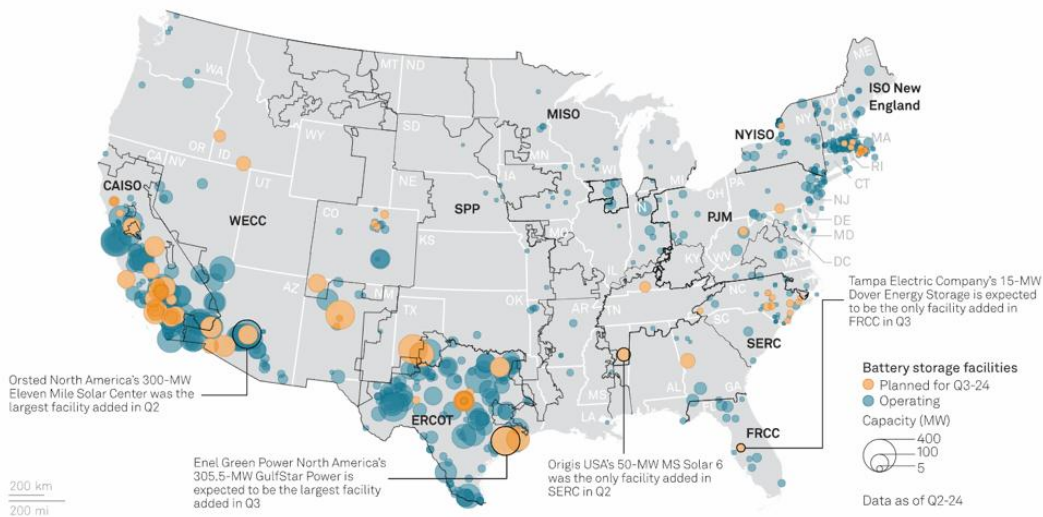 WA
MT
ND
ME
VT
NH
ISO New
England
MISO
NY
NYISO
MA
RI
CT
OR
ID
WY
SD
MN
WI
MI
CA
NV
CAISO
UT
NE
IA
OH
PA
NJ
WECC
CO
SPP
PJM
DE
MD
DC
KS
MO
IL
IN
KY
WV
VA
AZ
NM
OK
TX
AR
TN
NC
SC
SERC
MS
AL
GA
LA
FL
ERCOT
FRCC
Tampa Electric Company's 15-MW
Dover Energy Storage is expected
to be the only facility added in
FRCC in Q3
Orsted North America's 300-MW
Eleven Mile Solar Center was the
largest facility added in Q2
Enel Green Power North America's
305.5-MW GulfStar Power is
expected to be the largest facility
added in Q3
Origis USA's 50-MW MS Solar 6
was the only facility added in
SERC in Q2
Battery storage facilities
Planned for Q3-24
Operating
Capacity (MW)
400
100
5
Data as of Q2-24
200 km
200 mi